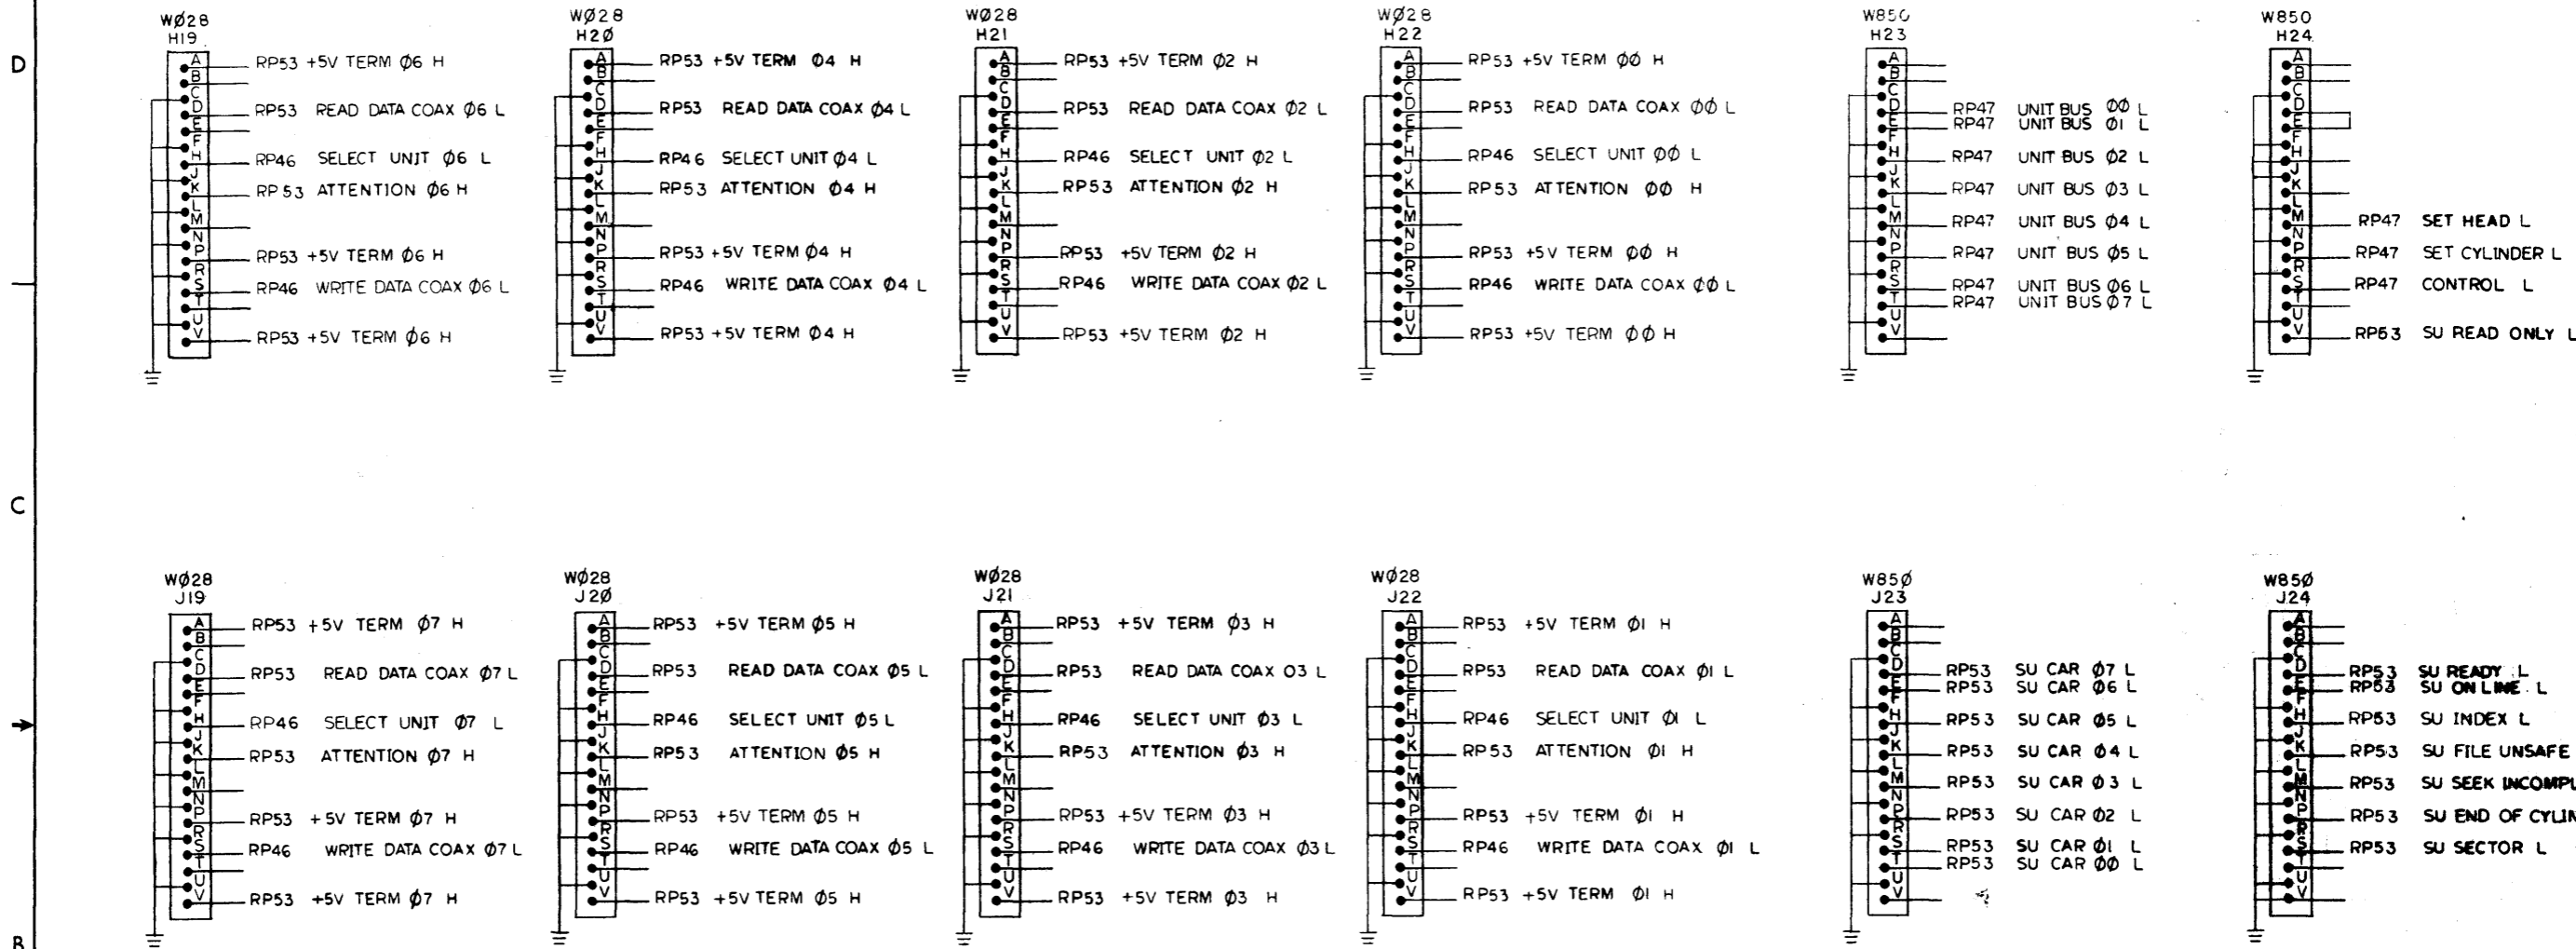 D
WØ28
H19
A
B
C
D
E
F
H
J
K
L
M
N
P
R
S
T
U
V
RP53 +5V TERM Ø6 H
RP53 READ DATA COAX Ø6 L
RP46 SELECT UNIT Ø6 L
RP53 ATTENTION Ø6 H
RP53 +5V TERM Ø6 H
RP46 WRITE DATA COAX Ø6 L
RP53 +5V TERM Ø6 H
WØ28
H2Ø
A
B
C
D
E
F
H
J
K
L
M
N
P
R
S
T
U
V
RP53 +5V TERM Ø4 H
RP53 READ DATA COAX Ø4 L
RP46 SELECT UNIT Ø4 L
RP53 ATTENTION Ø4 H
RP53 +5V TERM Ø4 H
RP46 WRITE DATA COAX Ø4 L
RP53 +5V TERM Ø4 H
WØ28
H21
A
B
C
D
E
F
H
J
K
L
M
N
P
R
S
T
U
V
RP53 +5V TERM Ø2 H
RP53 READ DATA COAX Ø2 L
RP46 SELECT UNIT Ø2 L
RP53 ATTENTION Ø2 H
RP53 +5V TERM Ø2 H
RP46 WRITE DATA COAX Ø2 L
RP53 +5V TERM Ø2 H
WØ28
H22
A
B
C
D
E
F
H
J
K
L
M
N
P
R
S
T
U
V
RP53 +5V TERM ØØ H
RP53 READ DATA COAX ØØ L
RP46 SELECT UNIT ØØ L
RP53 ATTENTION ØØ H
RP53 +5V TERM ØØ H
RP46 WRITE DATA COAX ØØ L
RP53 +5V TERM ØØ H
W850
H23
A
B
C
D
E
F
H
J
K
L
M
N
P
R
S
T
U
V
RP47 UNIT BUS ØØ L
RP47 UNIT BUS Ø1 L
RP47 UNIT BUS Ø2 L
RP47 UNIT BUS Ø3 L
RP47 UNIT BUS Ø4 L
RP47 UNIT BUS Ø5 L
RP47 UNIT BUS Ø6 L
RP47 UNIT BUS Ø7 L
W850
H24
A
B
C
D
E
F
H
J
K
L
M
N
P
R
S
T
U
V
RP47 SET HEAD L
RP47 SET CYLINDER L
RP47 CONTROL L
RP53 SU READ ONLY L
C
WØ28
J19
A
B
C
D
E
F
H
J
K
L
M
N
P
R
S
T
U
V
RP53 +5V TERM Ø7 H
RP53 READ DATA COAX Ø7 L
RP46 SELECT UNIT Ø7 L
RP53 ATTENTION Ø7 H
RP53 +5V TERM Ø7 H
RP46 WRITE DATA COAX Ø7 L
RP53 +5V TERM Ø7 H
WØ28
J2Ø
A
B
C
D
E
F
H
J
K
L
M
N
P
R
S
T
U
V
RP53 +5V TERM Ø5 H
RP53 READ DATA COAX Ø5 L
RP46 SELECT UNIT Ø5 L
RP53 ATTENTION Ø5 H
RP53 +5V TERM Ø5 H
RP46 WRITE DATA COAX Ø5 L
RP53 +5V TERM Ø5 H
WØ28
J21
A
B
C
D
E
F
H
J
K
L
M
N
P
R
S
T
U
V
RP53 +5V TERM Ø3 H
RP53 READ DATA COAX O3 L
RP46 SELECT UNIT Ø3 L
RP53 ATTENTION Ø3 H
RP53 +5V TERM Ø3 H
RP46 WRITE DATA COAX Ø3 L
RP53 +5V TERM Ø3 H
WØ28
J22
A
B
C
D
E
F
H
J
K
L
M
N
P
R
S
T
U
V
RP53 +5V TERM Ø1 H
RP53 READ DATA COAX Ø1 L
RP46 SELECT UNIT Ø1 L
RP53 ATTENTION Ø1 H
RP53 +5V TERM Ø1 H
RP46 WRITE DATA COAX Ø1 L
RP53 +5V TERM Ø1 H
W85Ø
J23
A
B
C
D
E
F
H
J
K
L
M
N
P
R
S
T
U
V
RP53 SU CAR Ø7 L
RP53 SU CAR Ø6 L
RP53 SU CAR Ø5 L
RP53 SU CAR Ø4 L
RP53 SU CAR Ø3 L
RP53 SU CAR Ø2 L
RP53 SU CAR Ø1 L
RP53 SU CAR ØØ L
W85Ø
J24
A
B
C
D
E
F
H
J
K
L
M
N
P
R
S
T
U
V
RP53 SU READY L
RP53 SU ON LINE L
RP53 SU INDEX L
RP53 SU FILE UNSAFE
RP53 SU SEEK INCOMPL
RP53 SU END OF CYLIN
RP53 SU SECTOR L
B